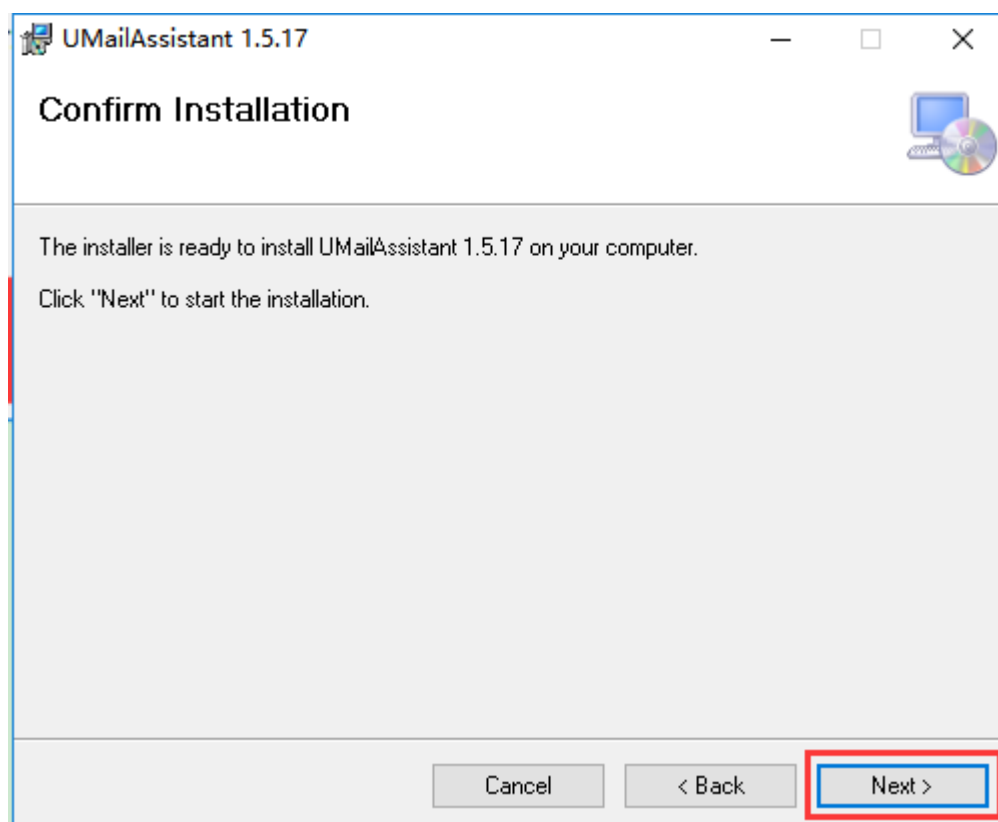 UMailAssistant 1.5.17
Confirm Installation
The installer is ready to install UMailAssistant 1.5.17 on your computer.
Click "Next" to start the installation.
Cancel
< Back
Next >